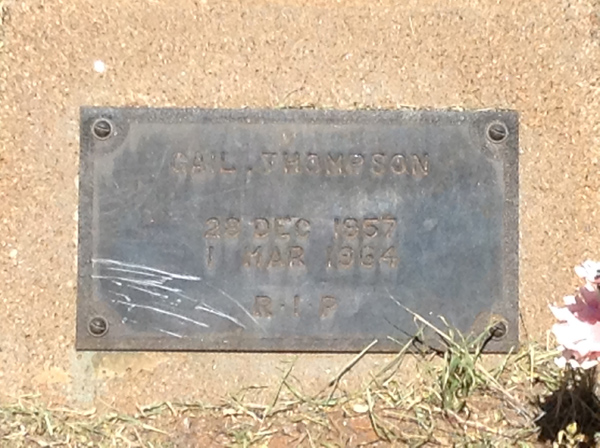 GAIL. THOMPSON
28 DEC 1957
1 MAR 1964
R·I·P